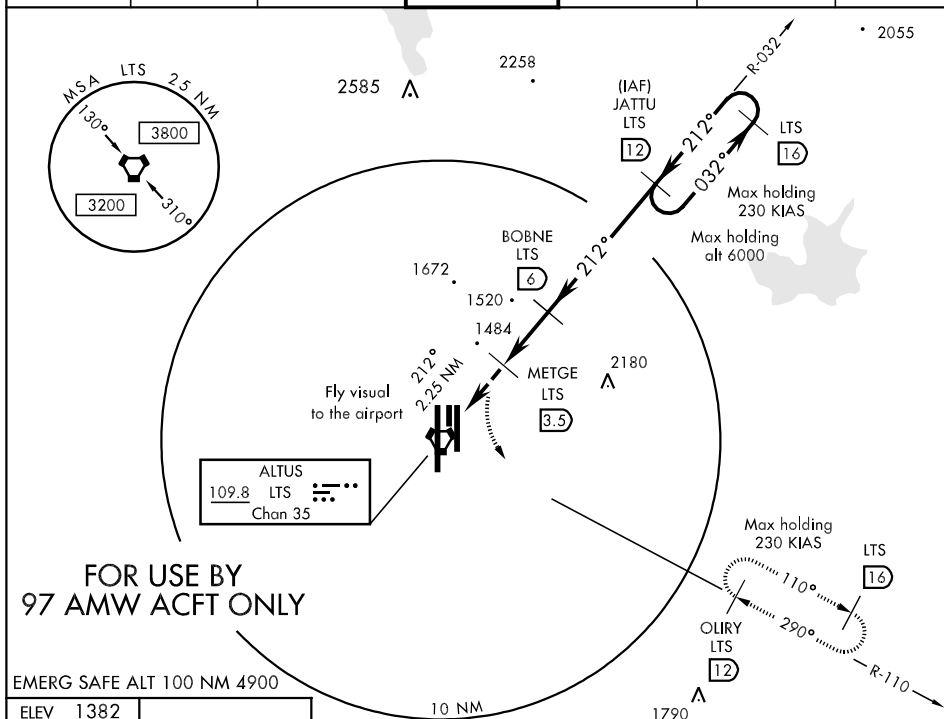 MSA LTS 25 NM
130°
3800
3200
310°
2585
2258
2055
R-032
(IAF)
JATTU
LTS
12
212°
032°
LTS
16
Max holding
230 KIAS
Max holding
alt 6000
212°
BOBNE
LTS
6
1672
1520
1484
212°
2.25 NM
METGE
LTS
3.5
2180
Fly visual
to the airport
ALTUS
109.8 LTS
Chan 35
FOR USE BY
97 AMW ACFT ONLY
Max holding
230 KIAS
LTS
16
110°
290°
OLIRY
LTS
12
R-110
EMERG SAFE ALT 100 NM 4900
ELEV 1382
10 NM
1790